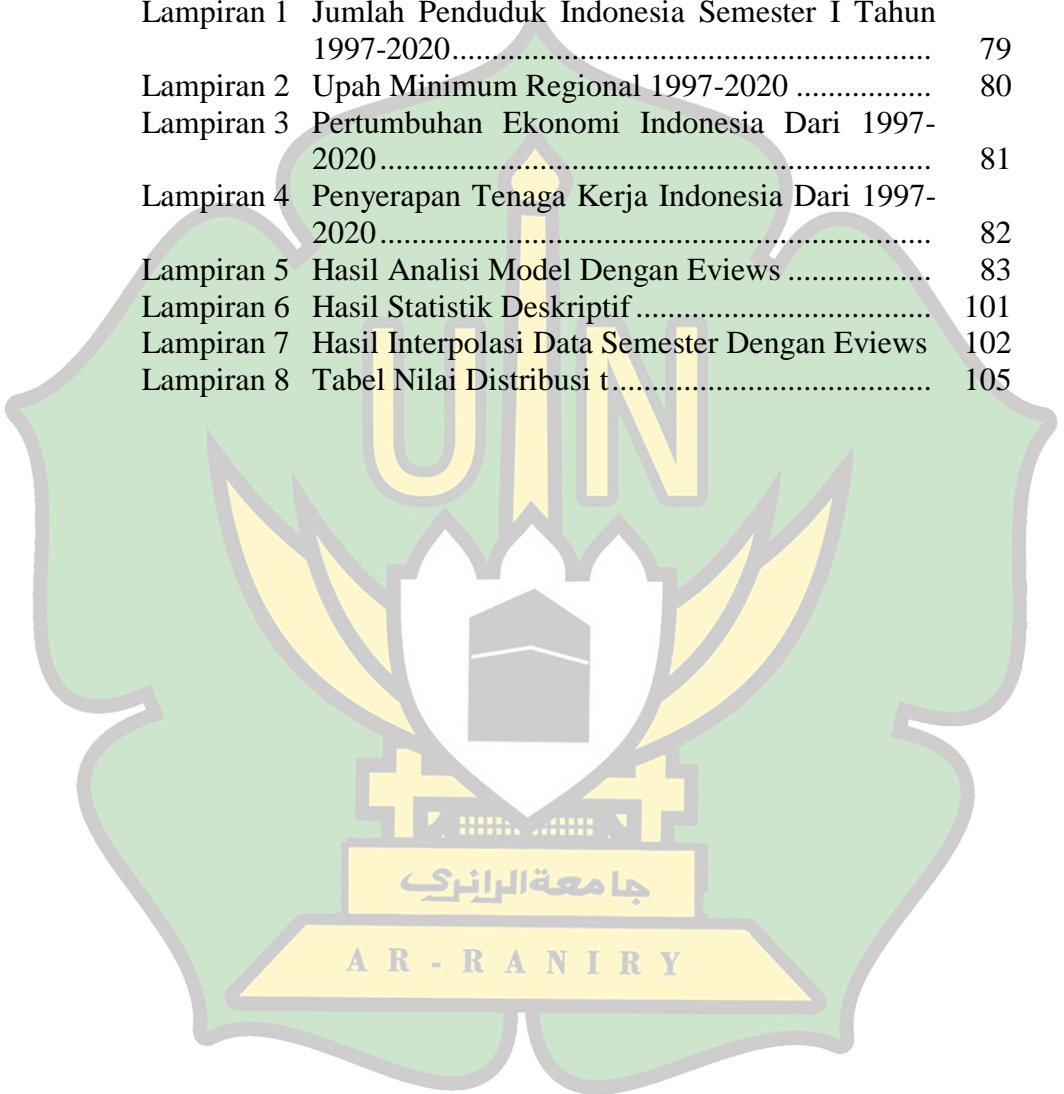 Lampiran 1 Jumlah Penduduk Indonesia Semester I Tahun
1997-2020........................................................... 79
Lampiran 2 Upah Minimum Regional 1997-2020 ................. 80
Lampiran 3 Pertumbuhan Ekonomi Indonesia Dari 1997-
2020.................................................................... 81
Lampiran 4 Penyerapan Tenaga Kerja Indonesia Dari 1997-
2020.................................................................... 82
Lampiran 5 Hasil Analisi Model Dengan Eviews ................. 83
Lampiran 6 Hasil Statistik Deskriptif.................................... 101
Lampiran 7 Hasil Interpolasi Data Semester Dengan Eviews 102
Lampiran 8 Tabel Nilai Distribusi t....................................... 105
UIN
جامعةالرانري
AR-RANIRY